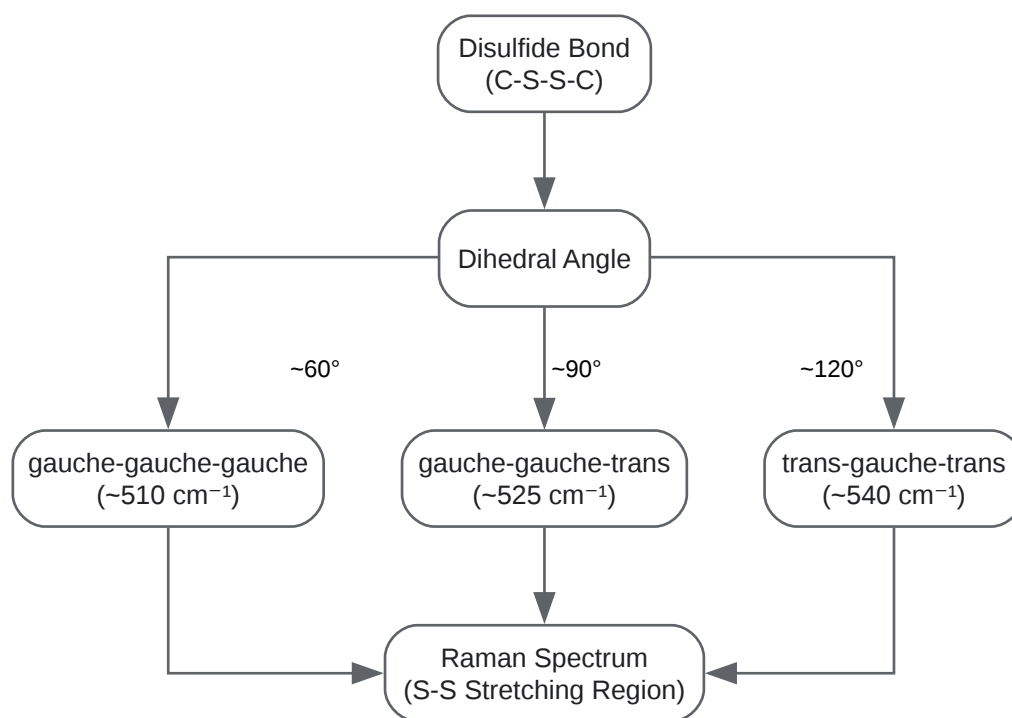 Disulfide Bond
(C-S-S-C)
Dihedral Angle
~60°
~90°
~120°
gauche-gauche-gauche
(~510 cm⁻¹)
gauche-gauche-trans
(~525 cm⁻¹)
trans-gauche-trans
(~540 cm⁻¹)
Raman Spectrum
(S-S Stretching Region)